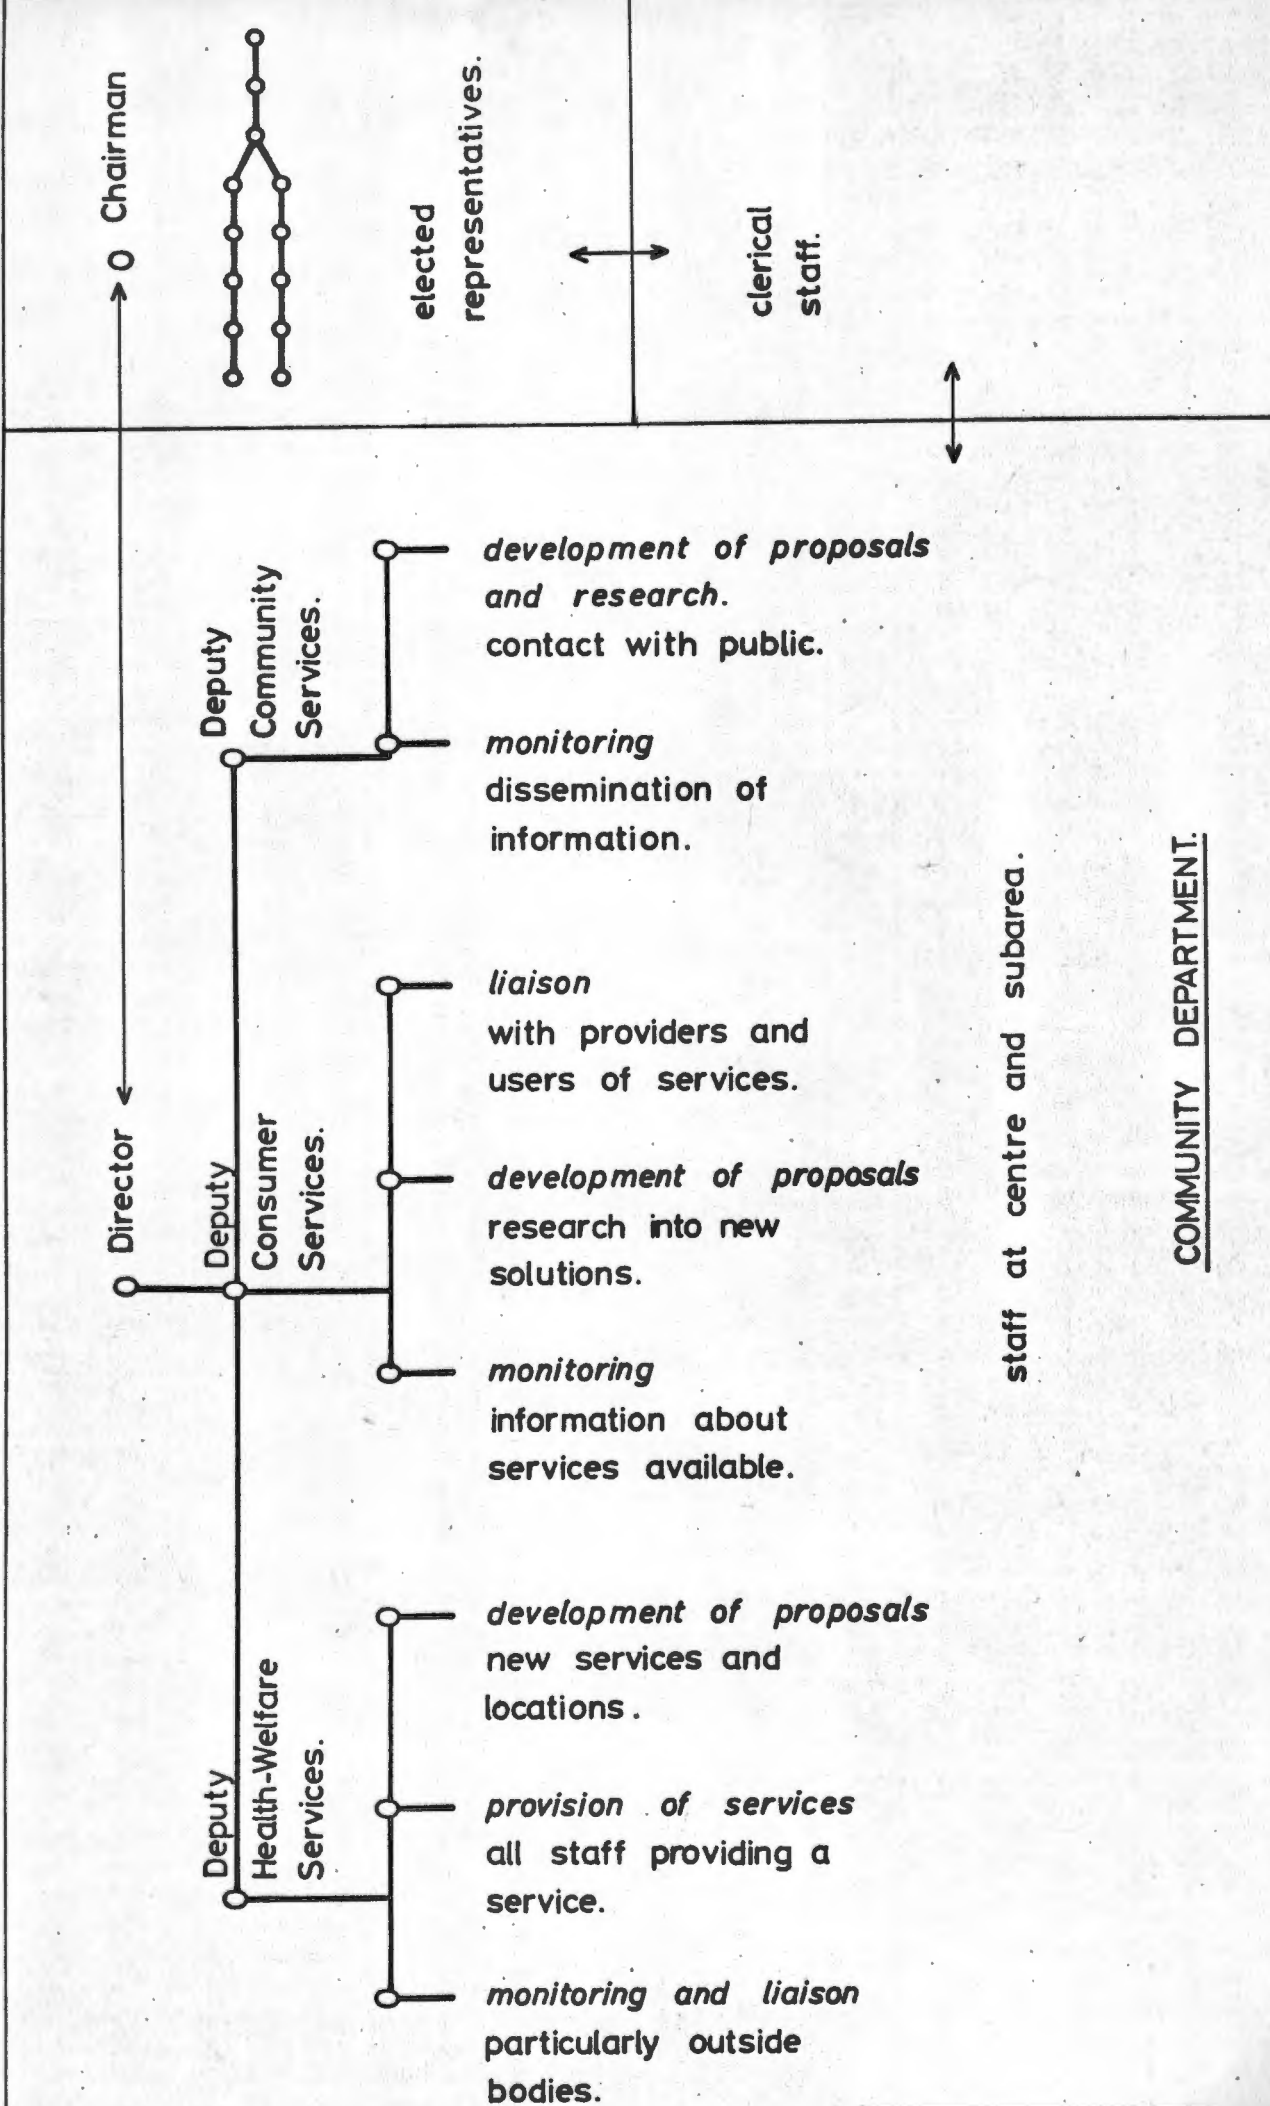 Chairman
elected
representatives.
clerical
staff.
Director
Deputy
Community
Services.
development of proposals
and research.
contact with public.
monitoring
dissemination of
information.
Deputy
Consumer
Services.
liaison
with providers and
users of services.
development of proposals
research into new
solutions.
monitoring
information about
services available.
Deputy
Health-Welfare
Services.
development of proposals
new services and
locations.
provision of services
all staff providing a
service.
monitoring and liaison
particularly outside
bodies.
staff at centre and subarea.
COMMUNITY DEPARTMENT.